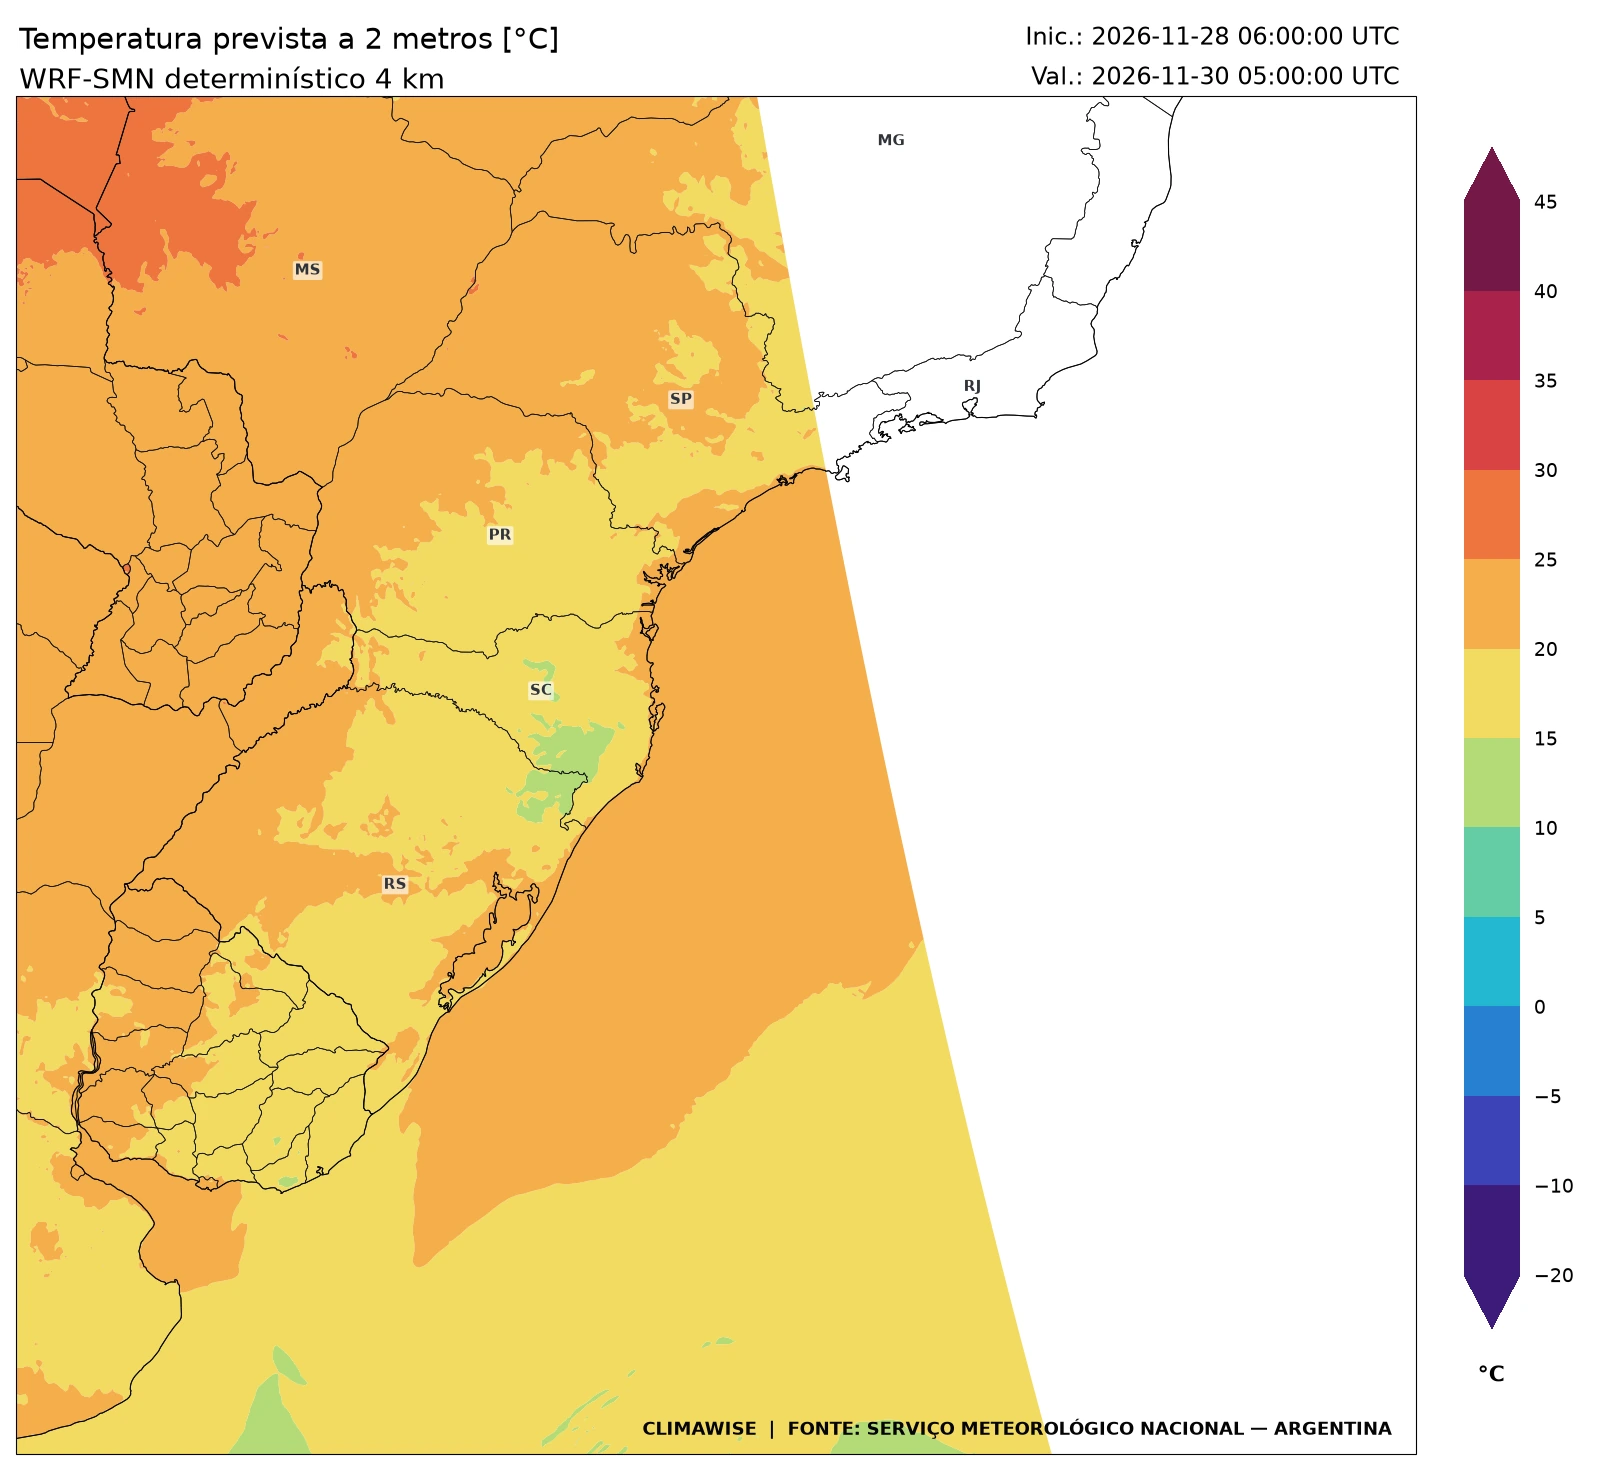 Temperatura prevista a 2 metros [°C]
WRF-SMN determinístico 4 km
Inic.: 2026-11-28 06:00:00 UTC
Val.: 2026-11-30 05:00:00 UTC
MG
MS
RJ
SP
PR
SC
RS
45
40
35
30
25
20
15
10
5
0
−5
−10
−20
°C
CLIMAWISE | FONTE: SERVIÇO METEOROLÓGICO NACIONAL — ARGENTINA